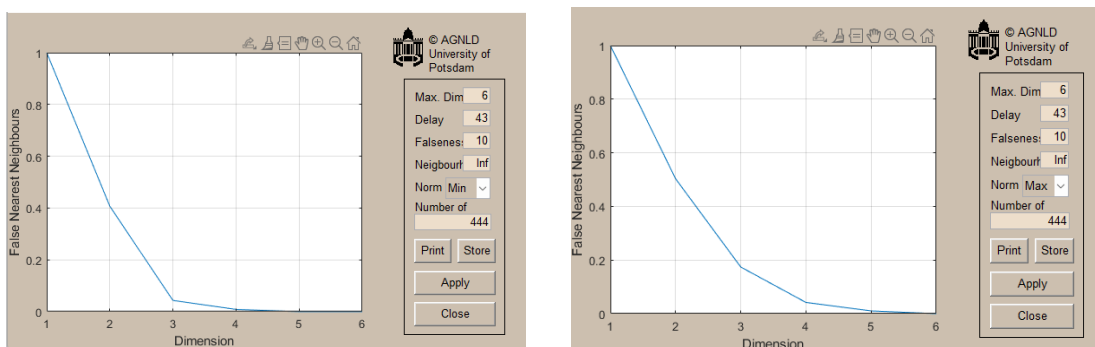 © AGNLD
University of
Potsdam
1
0.8
0.6
0.4
0.2
0
False Nearest Neighbours
1 2 3 4 5 6
Dimension
Max. Dim 6
Delay 43
Falsenes 10
Neigbourh Inf
Norm Min
Number of
444
Print Store
Apply
Close
© AGNLD
University of
Potsdam
1
0.8
0.6
0.4
0.2
0
False Nearest Neighbours
1 2 3 4 5 6
Dimension
Max. Dim 6
Delay 43
Falsenes 10
Neigbourh Inf
Norm Max
Number of
444
Print Store
Apply
Close